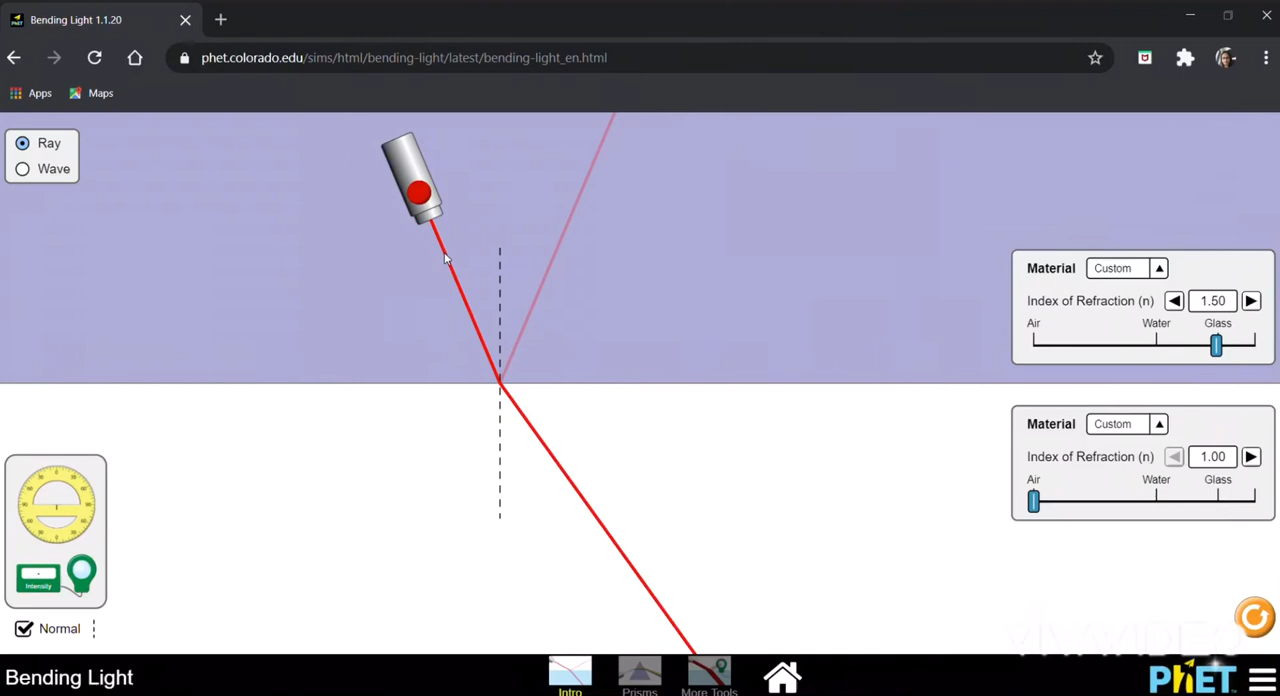 Bending Light 1.1.20
phet.colorado.edu/sims/html/bending-light/latest/bending-light_en.html
Apps Maps
Ray
Wave
Material Custom
Index of Refraction (n) 1.50
Air Water Glass
Material Custom
Index of Refraction (n) 1.00
Air Water Glass
Intensity
Normal
VIVAVIDEO
Bending Light
Intro Prisms More Tools
PhET